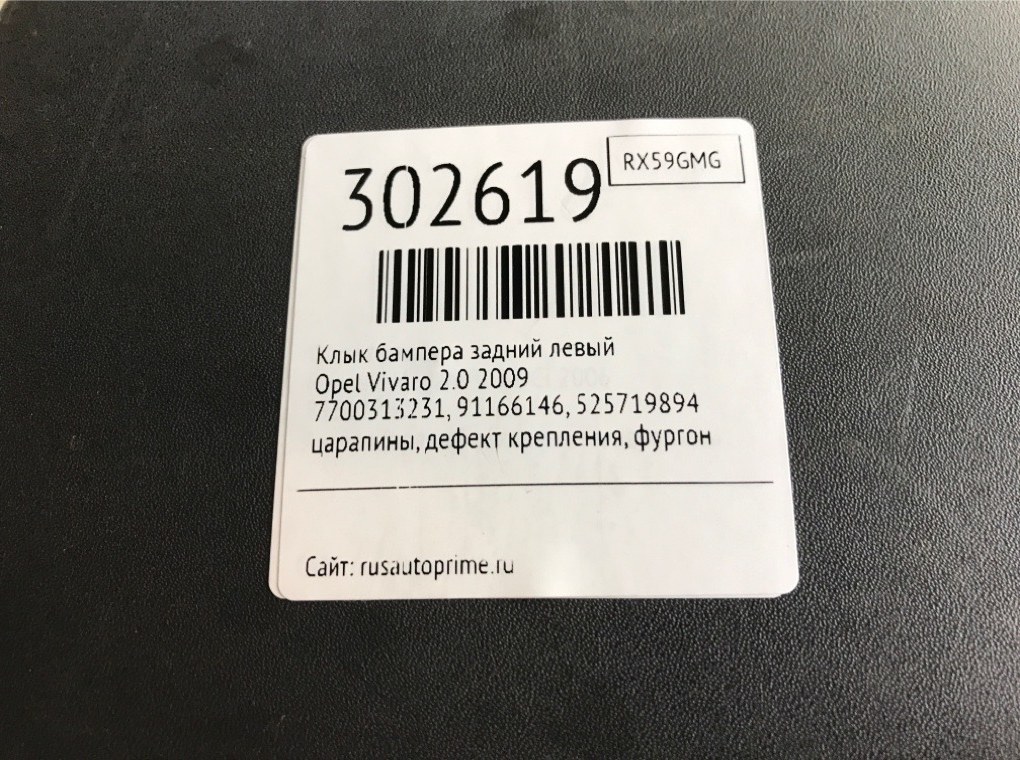 302619
RX59GMG
Клык бампера задний левый
Opel Vivaro 2.0 2009
7700313231, 91166146, 525719894
царапины, дефект крепления, фургон
Сайт: rusautoprime.ru